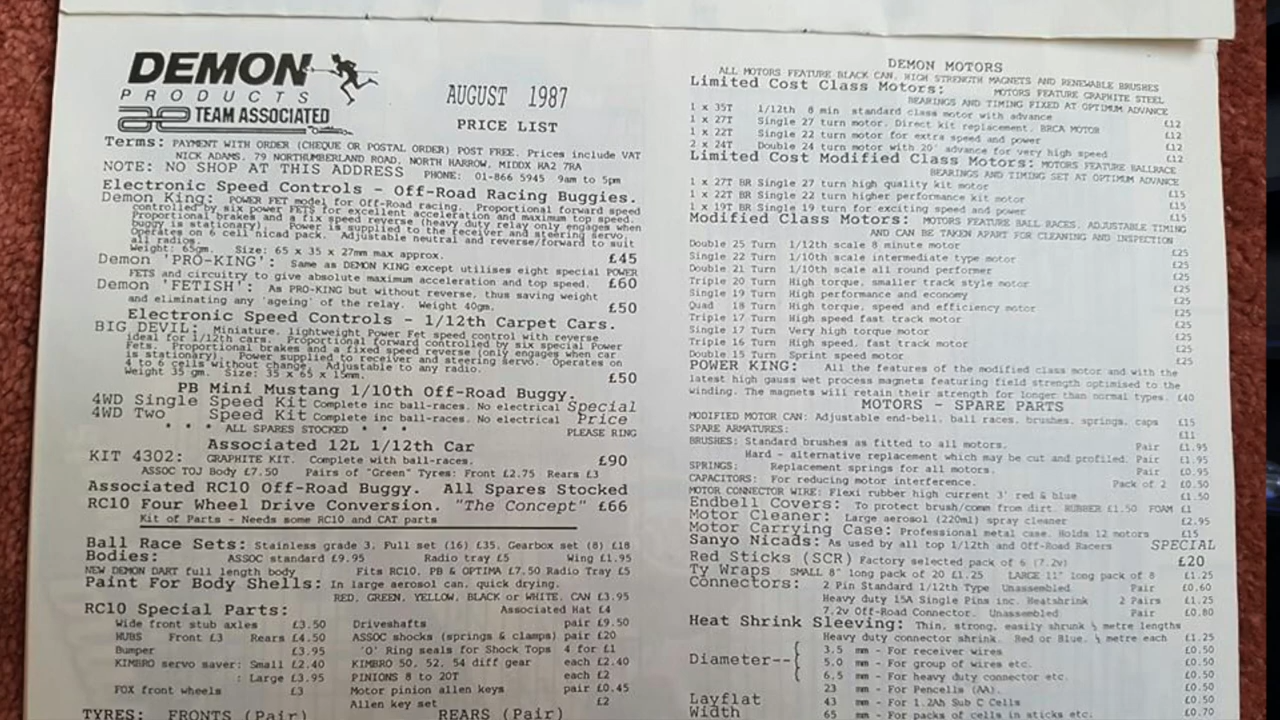 DEMON
PRODUCTS
TEAM ASSOCIATED
AUGUST 1987
PRICE LIST
Terms: PAYMENT WITH ORDER (CHEQUE OR POSTAL ORDER) POST FREE. Prices include VAT
NICK ADAMS, 79 NORTHUMBERLAND ROAD, NORTH HARROW, MIDDX HA2 7RA
NOTE: NO SHOP AT THIS ADDRESS PHONE: 01-866 5945 9am to 5pm
Electronic Speed Controls - Off-Road Racing Buggies.
Demon King: POWER FET model for Off-Road racing. Proportional forward speed
controlled by six power FETS for excellent acceleration and maximum top speed.
Proportional brakes and a fix speed reverse (heavy duty relay only engages when
buggy is stationary). Power is supplied to the receiver and steering servo.
Operates on 6 cell nicad pack. Adjustable neutral and reverse/forward to suit
all radios.
Weight: 65gm. Size: 65 x 35 x 27mm max approx. £45
Demon 'PRO-KING': Same as DEMON KING except utilises eight special POWER
FETS and circuitry to give absolute maximum acceleration and top speed. £60
Demon 'FETISH': As PRO-KING but without reverse, thus saving weight
and eliminating any 'ageing' of the relay. Weight 40gm. £50
Electronic Speed Controls - 1/12th Carpet Cars.
BIG DEVIL: Miniature, lightweight Power Fet speed control with reverse
ideal for 1/12th cars. Proportional forward controlled by six special Power
Fets. Proportional brakes and a fixed speed reverse (only engages when car
is stationary). Power supplied to receiver and steering servo. Operates on
4 to 6 cells without change. Adjustable to any radio.
Weight 35 gm. Size: 35 x 65 x 15mm. £50
PB Mini Mustang 1/10th Off-Road Buggy.
4WD Single Speed Kit Complete inc ball-races. No electrical Special
4WD Two Speed Kit Complete inc ball-races. No electrical Price
* * * ALL SPARES STOCKED * * * PLEASE RING
Associated 12L 1/12th Car
KIT 4302: GRAPHITE KIT. Complete with ball-races. £90
ASSOC TOJ Body £7.50 Pairs of "Green" Tyres: Front £2.75 Rears £3
Associated RC10 Off-Road Buggy. All Spares Stocked
RC10 Four Wheel Drive Conversion. "The Concept" £66
Kit of Parts - Needs some RC10 and CAT parts
Ball Race Sets: Stainless grade 3, Full set (16) £35, Gearbox set (8) £18
Bodies: ASSOC standard £9.95 Radio tray £5 Wing £1.95
NEW DEMON DART full length body Fits RC10, PB & OPTIMA £7.50 Radio Tray £5
Paint For Body Shells: In large aerosol can, quick drying.
RED, GREEN, YELLOW, BLACK or WHITE. CAN £3.95
RC10 Special Parts: Associated Hat £4
Wide front stub axles £3.50 Driveshafts pair £9.50
HUBS Front £3 Rears £4.50 ASSOC shocks (springs & clamps) pair £20
Bumper £3.95 'O' Ring seals for Shock Tops 4 for £1
KIMBRO servo saver: Small £2.40 KIMBRO 50, 52, 54 diff gear each £2.40
: Large £3.95 PINIONS 8 to 20T each £2
FOX front wheels £3 Motor pinion allen keys pair £0.45
Allen key set £2
TYRES: FRONTS (Pair) REARS (Pair)
DEMON MOTORS
ALL MOTORS FEATURE BLACK CAN, HIGH STRENGTH MAGNETS AND RENEWABLE BRUSHES
Limited Cost Class Motors: MOTORS FEATURE GRAPHITE STEEL
BEARINGS AND TIMING FIXED AT OPTIMUM ADVANCE
1 x 35T 1/12th 8 min standard class motor with advance £12
1 x 27T Single 27 turn motor, Direct kit replacement, BRCA MOTOR £12
1 x 22T Single 22 turn motor for extra speed and power £12
2 x 24T Double 24 turn motor with 20' advance for very high speed £12
Limited Cost Modified Class Motors: MOTORS FEATURE BALLRACE
BEARINGS AND TIMING SET AT OPTIMUM ADVANCE
1 x 27T BR Single 27 turn high quality kit motor £15
1 x 22T BR Single 22 turn higher performance kit motor £15
1 x 19T BR Single 19 turn for exciting speed and power £15
Modified Class Motors: MOTORS FEATURE BALL RACES, ADJUSTABLE TIMING
AND CAN BE TAKEN APART FOR CLEANING AND INSPECTION
Double 25 Turn 1/12th scale 8 minute motor £25
Single 22 Turn 1/10th scale intermediate type motor £25
Double 21 Turn 1/10th scale all round performer £25
Triple 20 Turn High torque, smaller track style motor £25
Single 19 Turn High performance and economy £25
Quad 18 Turn High torque, speed and efficiency motor £25
Triple 17 Turn High speed fast track motor £25
Single 17 Turn Very high torque motor £25
Triple 16 Turn High speed, fast track motor £25
Double 15 Turn Sprint speed motor £25
POWER KING: All the features of the modified class motor and with the
latest high gauss wet process magnets featuring field strength optimised to the
winding. The magnets will retain their strength for longer than normal types. £40
MOTORS - SPARE PARTS
MODIFIED MOTOR CAN: Adjustable end-bell, ball races, brushes, springs, caps £15
SPARE ARMATURES: £11
BRUSHES: Standard brushes as fitted to all motors. Pair £1.95
Hard - alternative replacement which may be cut and profiled. Pair £1.95
SPRINGS: Replacement springs for all motors. Pair £0.95
CAPACITORS: For reducing motor interference. Pack of 2 £0.50
MOTOR CONNECTOR WIRE: Flexi rubber high current 3' red & blue £1.50
Endbell Covers: To protect brush/comm from dirt. RUBBER £1.50 FOAM £1
Motor Cleaner: Large aerosol (220ml) spray cleaner £2.95
Motor Carrying Case: Professional metal case. Holds 12 motors £15
Sanyo Nicads: As used by all top 1/12th and Off-Road Racers SPECIAL
Red Sticks (SCR) Factory selected pack of 6 (7.2v) £20
Ty Wraps SMALL 8" long pack of 20 £1.25 LARGE 11" long pack of 8 £1.25
Connectors: 2 Pin Standard 1/12th Type Unassembled £0.60
Heavy duty 15A Single Pins inc. Heatshrink 2 Pairs £1.25
7.2v Off-Road Connector. Unassembled Pair £0.80
Heat Shrink Sleeving: Thin, strong, easily shrunk ½ metre lengths
Heavy duty connector shrink. Red or Blue. ½ metre each £1.25
Diameter-- 3.5 mm - For receiver wires £0.50
5.0 mm - For group of wires etc. £0.50
6.5 mm - For heavy duty connector etc. £0.50
23 mm - For Pencells (AA). £0.50
Layflat 43 mm - For 1.2Ah Sub C Cells £0.50
Width 65 mm - For packs of cells in sticks etc. £0.70